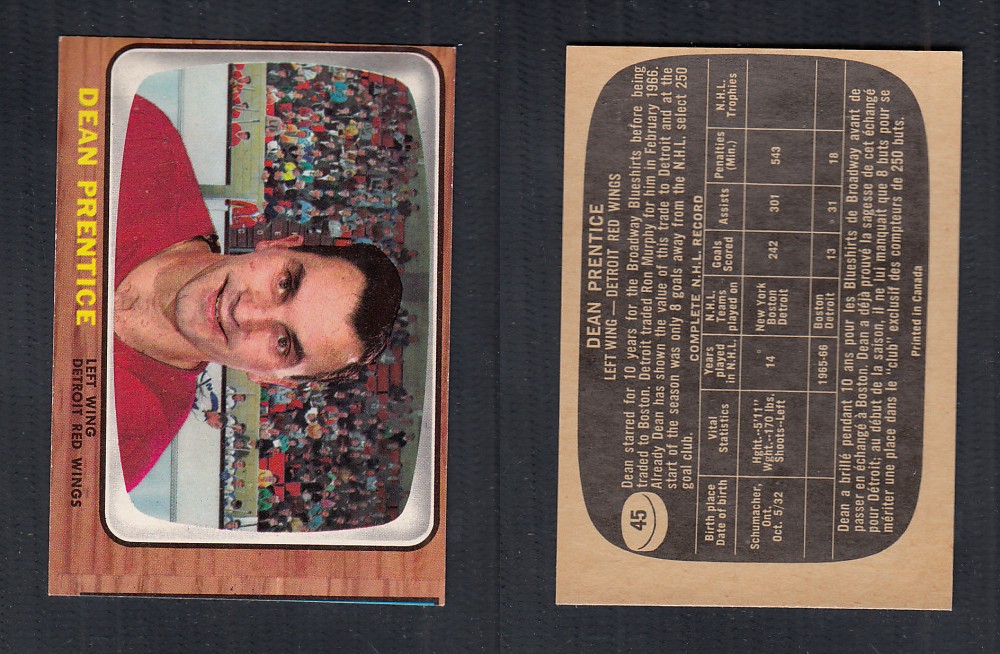 DEAN PRENTICE
LEFT WING
DETROIT RED WINGS
45
DEAN PRENTICE
LEFT WING—DETROIT RED WINGS
Dean starred for 10 years for the Broadway Blueshirts before being
traded to Boston. Detroit traded Ron Murphy for him in February 1966.
Already Dean has shown the value of this trade to Detroit and at the
start of the season was only 8 goals away from the N.H.L. select 250
goal club.
COMPLETE N.H.L. RECORD
Birth place Date of birth | Vital Statistics | Years played in N.H.L. | N.L. Teams played on | Goals Scored | Assists | Penalties (Min.) | N.H.L. Trophies
Schumacher, Ont. Oct. 5/32 | Hght.-5'11" Wght.-170 lbs. Shoots-Left | 14 | New York Boston Detroit | 242 | 301 | 543
1965-66 | Boston Detroit | 13 | 31 | 18
Dean a brillé pendant 10 ans pour les Blueshirts de Broadway avant de
passer en échange à Boston. Dean a déjà prouvé la sagesse de cet échangé
pour Détroit, au début de la saison, il ne lui manquait que 8 buts pour se
mériter une place dans le "club" exclusif des compteurs de 250 buts.
Printed in Canada